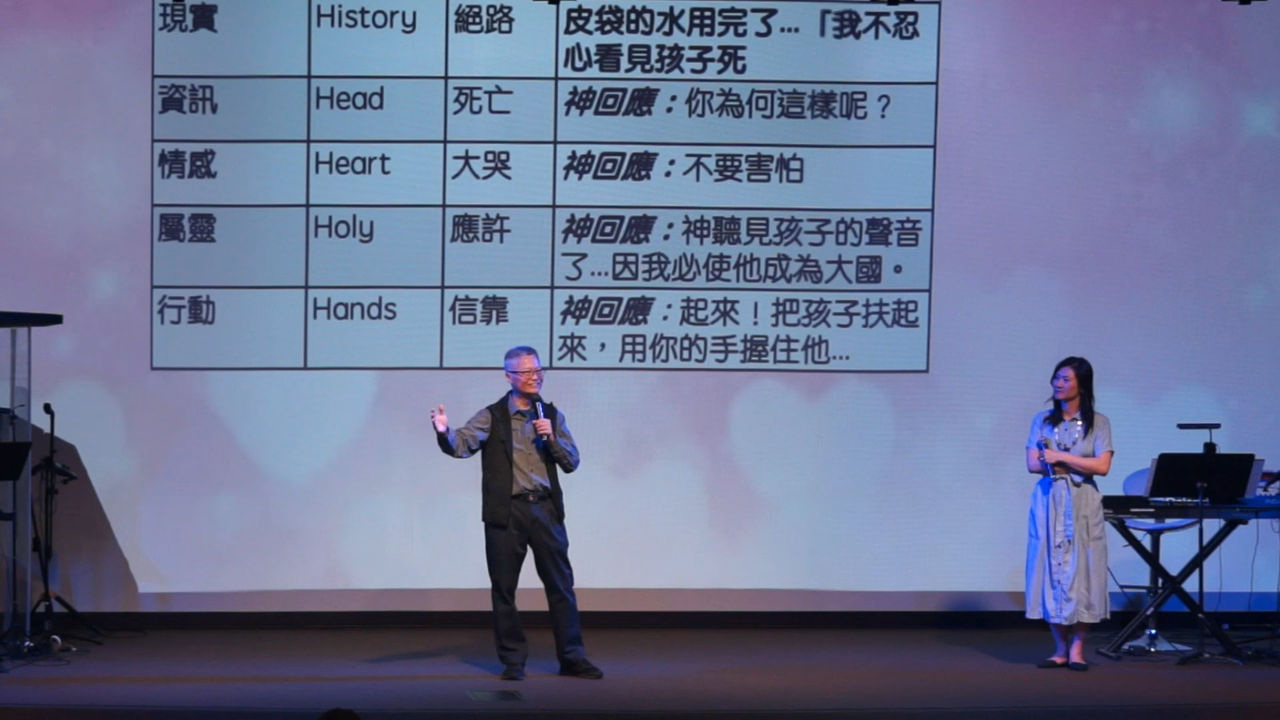 現實 History 絕路 皮袋的水用完了...「我不忍
心看見孩子死
資訊 Head 死亡 神回應：你為何這樣呢？
情感 Heart 大哭 神回應：不要害怕
屬靈 Holy 應許 神回應：神聽見孩子的聲音
了...因我必使他成為大國。
行動 Hands 信靠 神回應：起來！把孩子扶起
來，用你的手握住他...